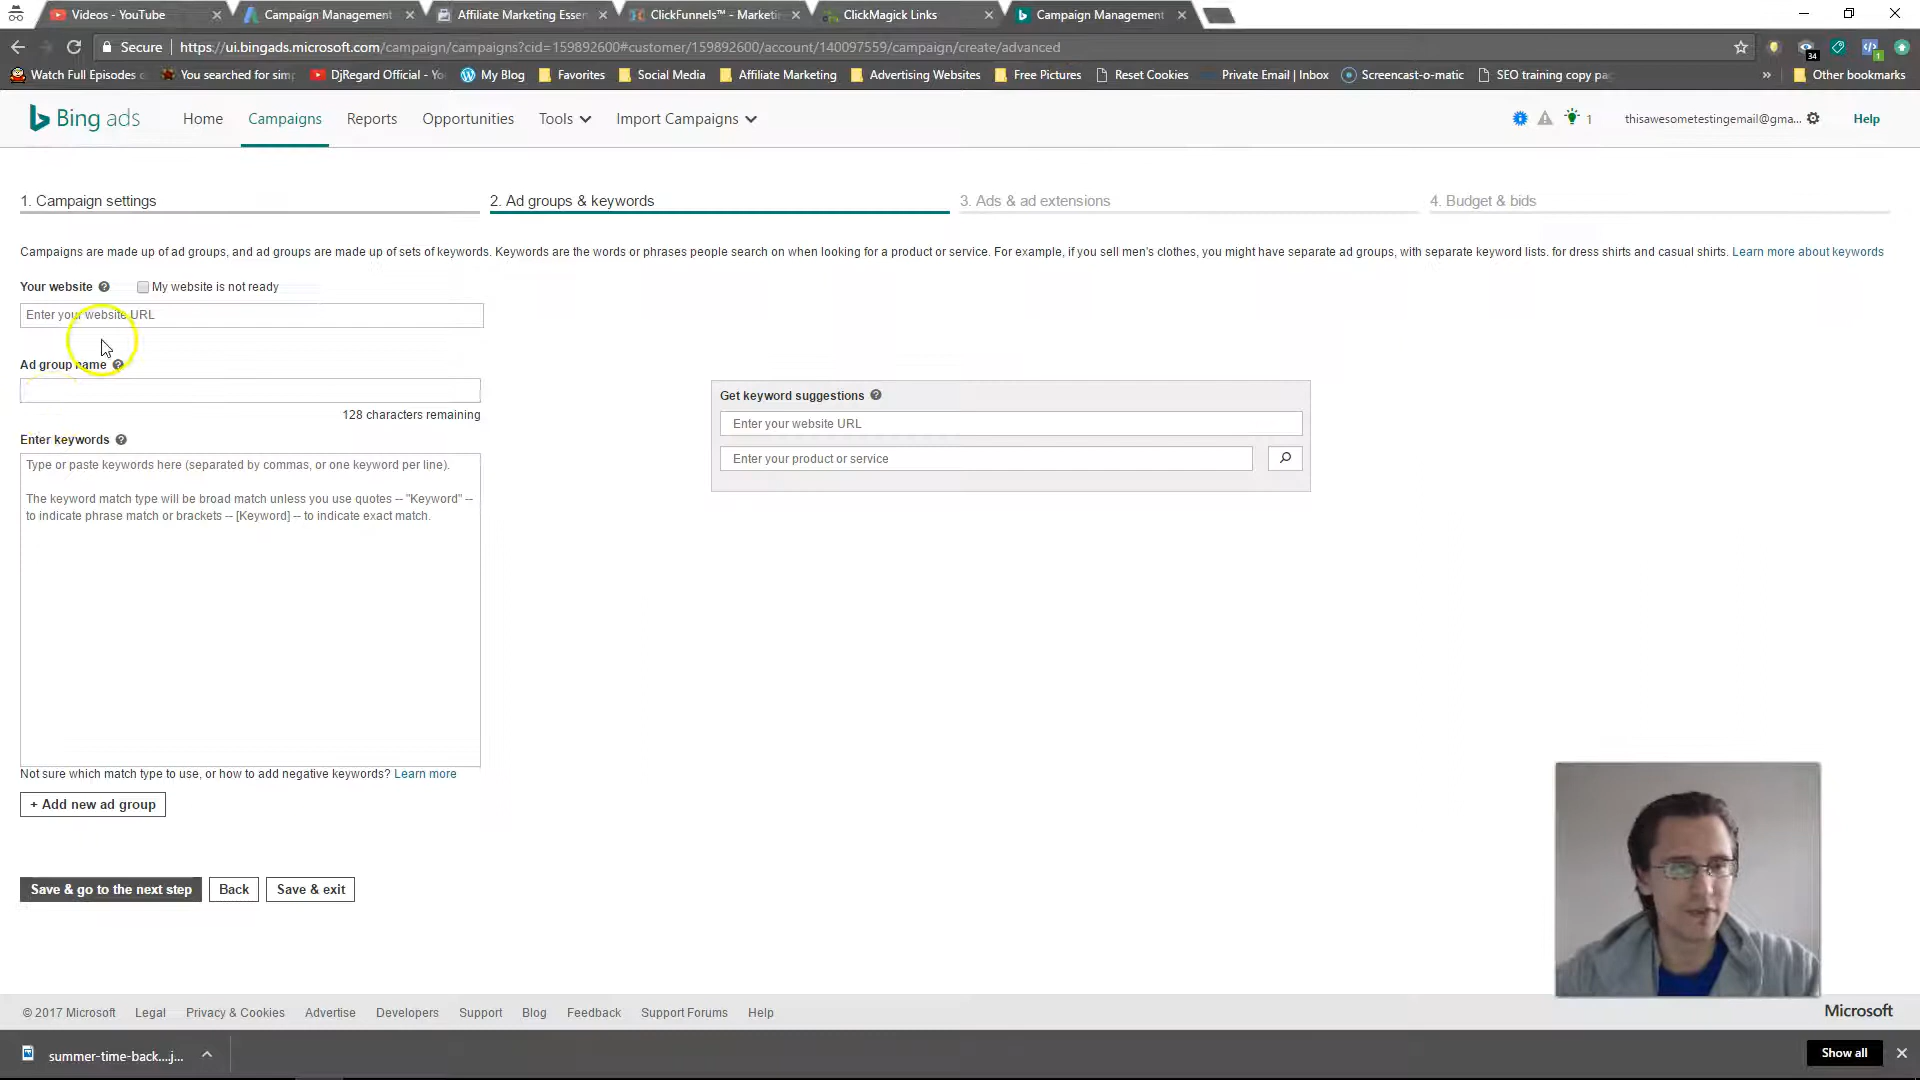 Videos - YouTube
Campaign Management
Affiliate Marketing Essen
ClickFunnels™ - Marketi
ClickMagick Links
Campaign Management
Secure
https://ui.bingads.microsoft.com/campaign/campaigns?cid=159892600#customer/159892600/account/140097559/campaign/create/advanced
34
1
Watch Full Episodes o
You searched for simp
DjRegard Official - Yo
My Blog
Favorites
Social Media
Affiliate Marketing
Advertising Websites
Free Pictures
Reset Cookies
Private Email | Inbox
Screencast-o-matic
SEO training copy pa
»
Other bookmarks
Bing ads
Home
Campaigns
Reports
Opportunities
Tools
Import Campaigns
1
thisawesometestingemail@gma...
Help
1. Campaign settings
2. Ad groups & keywords
3. Ads & ad extensions
4. Budget & bids
Campaigns are made up of ad groups, and ad groups are made up of sets of keywords. Keywords are the words or phrases people search on when looking for a product or service. For example, if you sell men's clothes, you might have separate ad groups, with separate keyword lists. for dress shirts and casual shirts. Learn more about keywords
Your website
My website is not ready
Enter your website URL
Ad group name
128 characters remaining
Get keyword suggestions
Enter your website URL
Enter your product or service
Enter keywords
Type or paste keywords here (separated by commas, or one keyword per line).
The keyword match type will be broad match unless you use quotes -- "Keyword" --
to indicate phrase match or brackets -- [Keyword] -- to indicate exact match.
Not sure which match type to use, or how to add negative keywords? Learn more
+ Add new ad group
Save & go to the next step
Back
Save & exit
© 2017 Microsoft
Legal
Privacy & Cookies
Advertise
Developers
Support
Blog
Feedback
Support Forums
Help
Microsoft
summer-time-back....j...
Show all